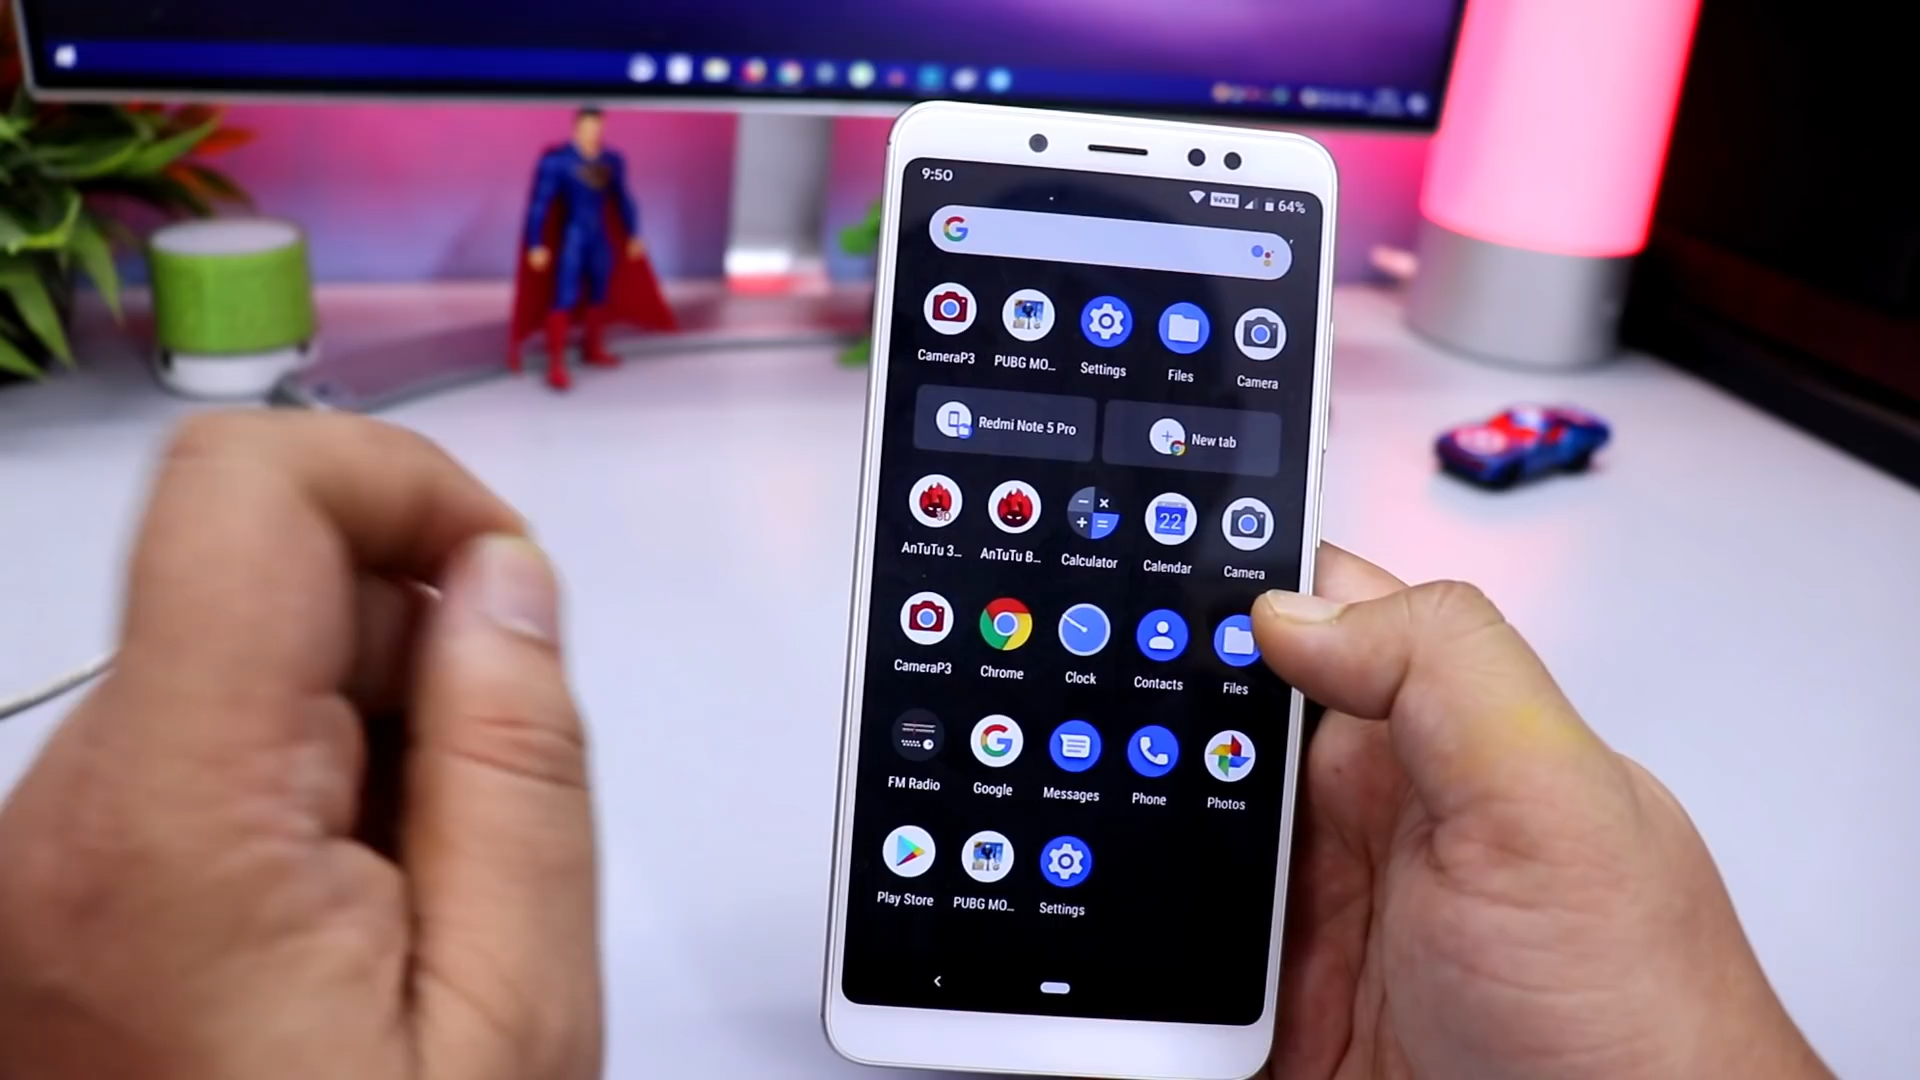 9:50
VoLTE 64%
CameraP3 PUBG MO... Settings Files Camera
Redmi Note 5 Pro New tab
AnTuTu 3... AnTuTu B... Calculator Calendar Camera
22
CameraP3 Chrome Clock Contacts Files
FM Radio Google Messages Phone Photos
Play Store PUBG MO... Settings